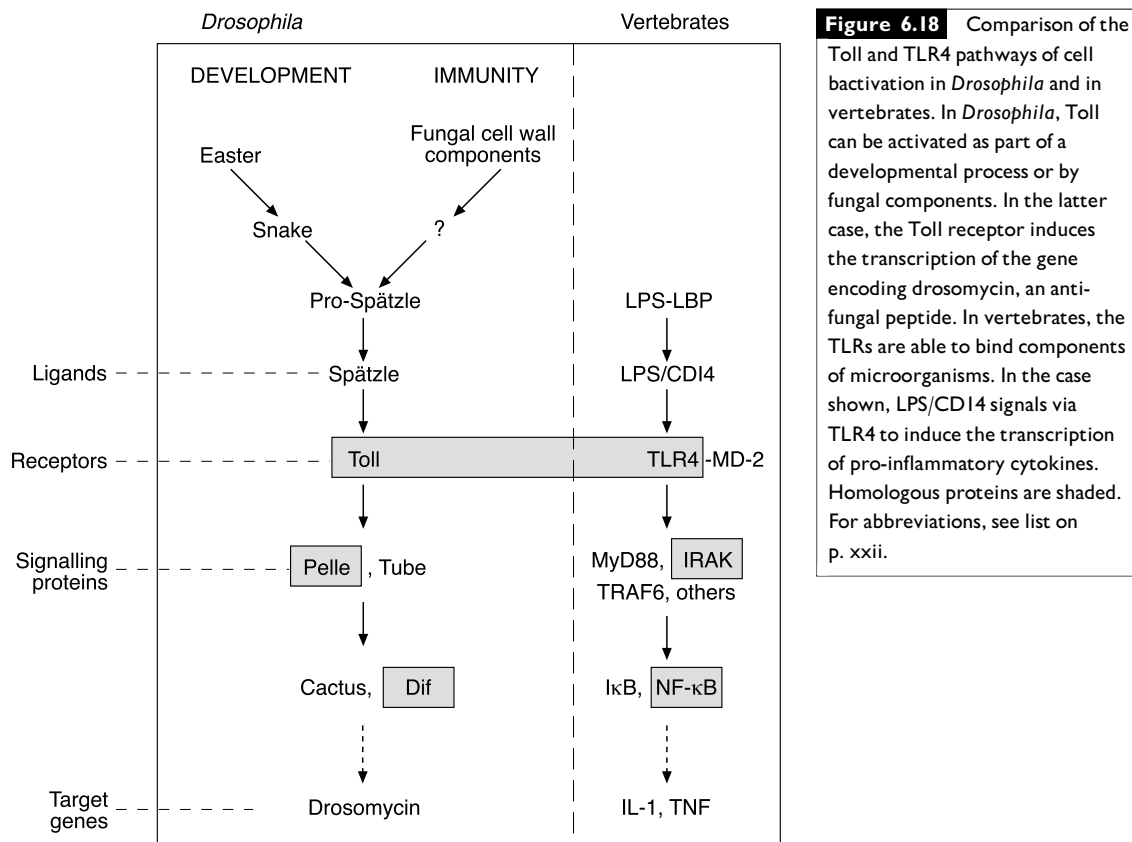 Drosophila
Vertebrates
DEVELOPMENT
IMMUNITY
Easter
Fungal cell wall
components
Snake
?
Pro-Spätzle
LPS-LBP
Ligands
Spätzle
LPS/CDI4
Receptors
Toll
TLR4 -MD-2
Signalling
proteins
Pelle , Tube
MyD88, IRAK
TRAF6, others
Cactus, Dif
IκB, NF-κB
Target
genes
Drosomycin
IL-1, TNF
Figure 6.18 Comparison of the
Toll and TLR4 pathways of cell
bactivation in Drosophila and in
vertebrates. In Drosophila, Toll
can be activated as part of a
developmental process or by
fungal components. In the latter
case, the Toll receptor induces
the transcription of the gene
encoding drosomycin, an anti-
fungal peptide. In vertebrates, the
TLRs are able to bind components
of microorganisms. In the case
shown, LPS/CD14 signals via
TLR4 to induce the transcription
of pro-inflammatory cytokines.
Homologous proteins are shaded.
For abbreviations, see list on
p. xxii.